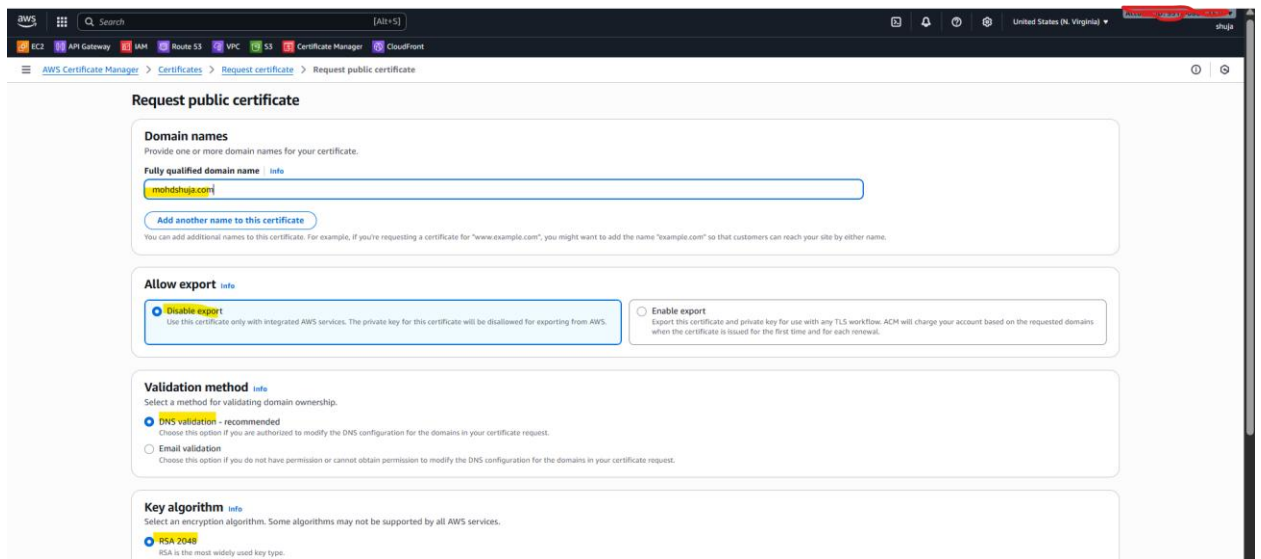 aws
Search [Alt+S] United States (N. Virginia)
shuja
EC2 API Gateway IAM Route 53 VPC S3 Certificate Manager CloudFront
AWS Certificate Manager > Certificates > Request certificate > Request public certificate
Request public certificate
Domain names
Provide one or more domain names for your certificate.
Fully qualified domain name Info
mohdshuja.com
Add another name to this certificate
You can add additional names to this certificate. For example, if you're requesting a certificate for "www.example.com", you might want to add the name "example.com" so that customers can reach your site by either name.
Allow export Info
Disable export Enable export
Use this certificate only with integrated AWS services. The private key for this certificate will be disallowed for exporting from AWS. Export this certificate and private key for use with any TLS workflow. ACM will charge your account based on the requested domains
when the certificate is issued for the first time and for each renewal.
Validation method Info
Select a method for validating domain ownership.
DNS validation - recommended
Choose this option if you are authorized to modify the DNS configuration for the domains in your certificate request.
Email validation
Choose this option if you do not have permission or cannot obtain permission to modify the DNS configuration for the domains in your certificate request.
Key algorithm Info
Select an encryption algorithm. Some algorithms may not be supported by all AWS services.
RSA 2048
RSA is the most widely used key type.